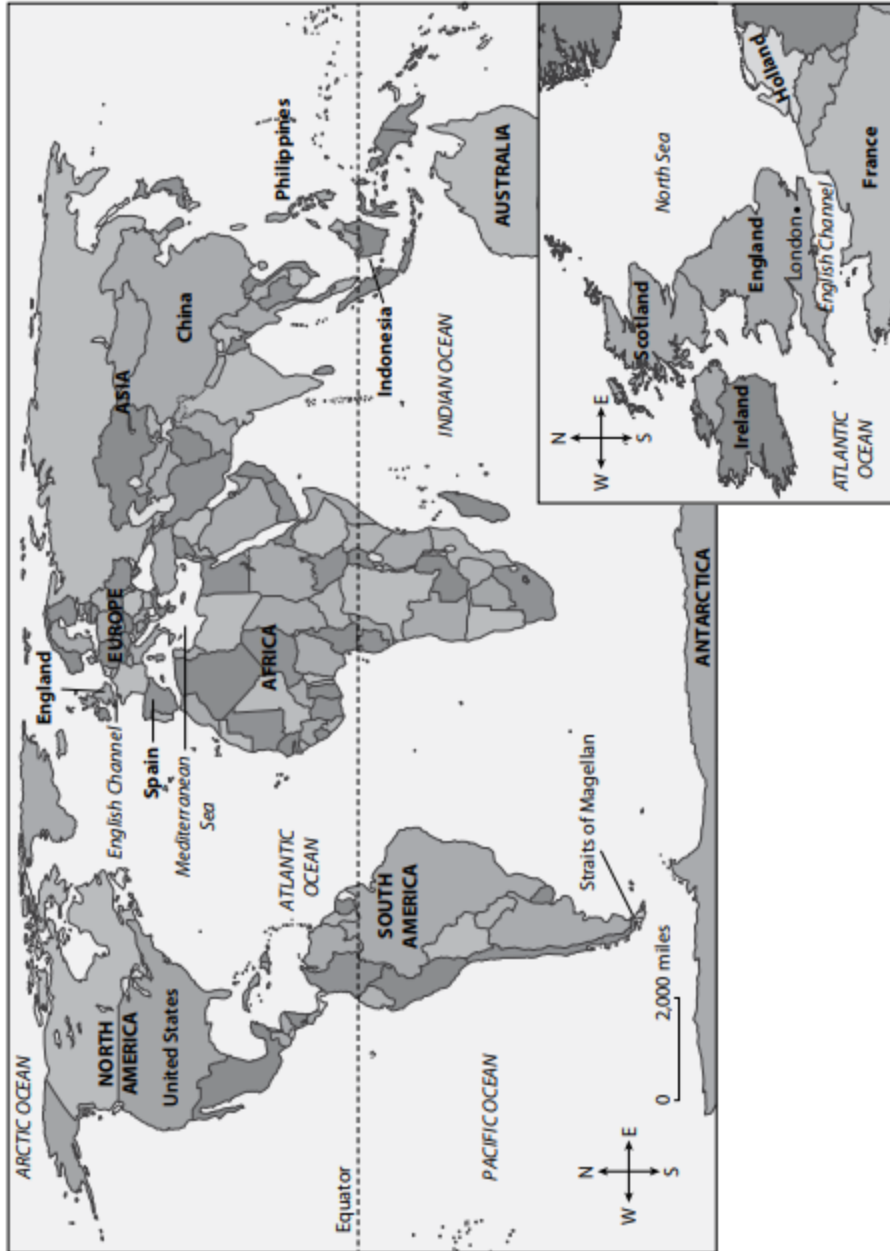 ARCTIC OCEAN
NORTH
AMERICA
United States
England
English Channel
Spain
Mediterranean
Sea
EUROPE
ASIA
China
Philippines
ATLANTIC
OCEAN
AFRICA
Equator
Indonesia
SOUTH
AMERICA
PACIFIC OCEAN
INDIAN OCEAN
AUSTRALIA
Straits of Magellan
N
W
E
S
0
2,000 miles
ANTARCTICA
N
W
E
S
Scotland
North Sea
Ireland
England
London
Holland
English Channel
ATLANTIC
OCEAN
France